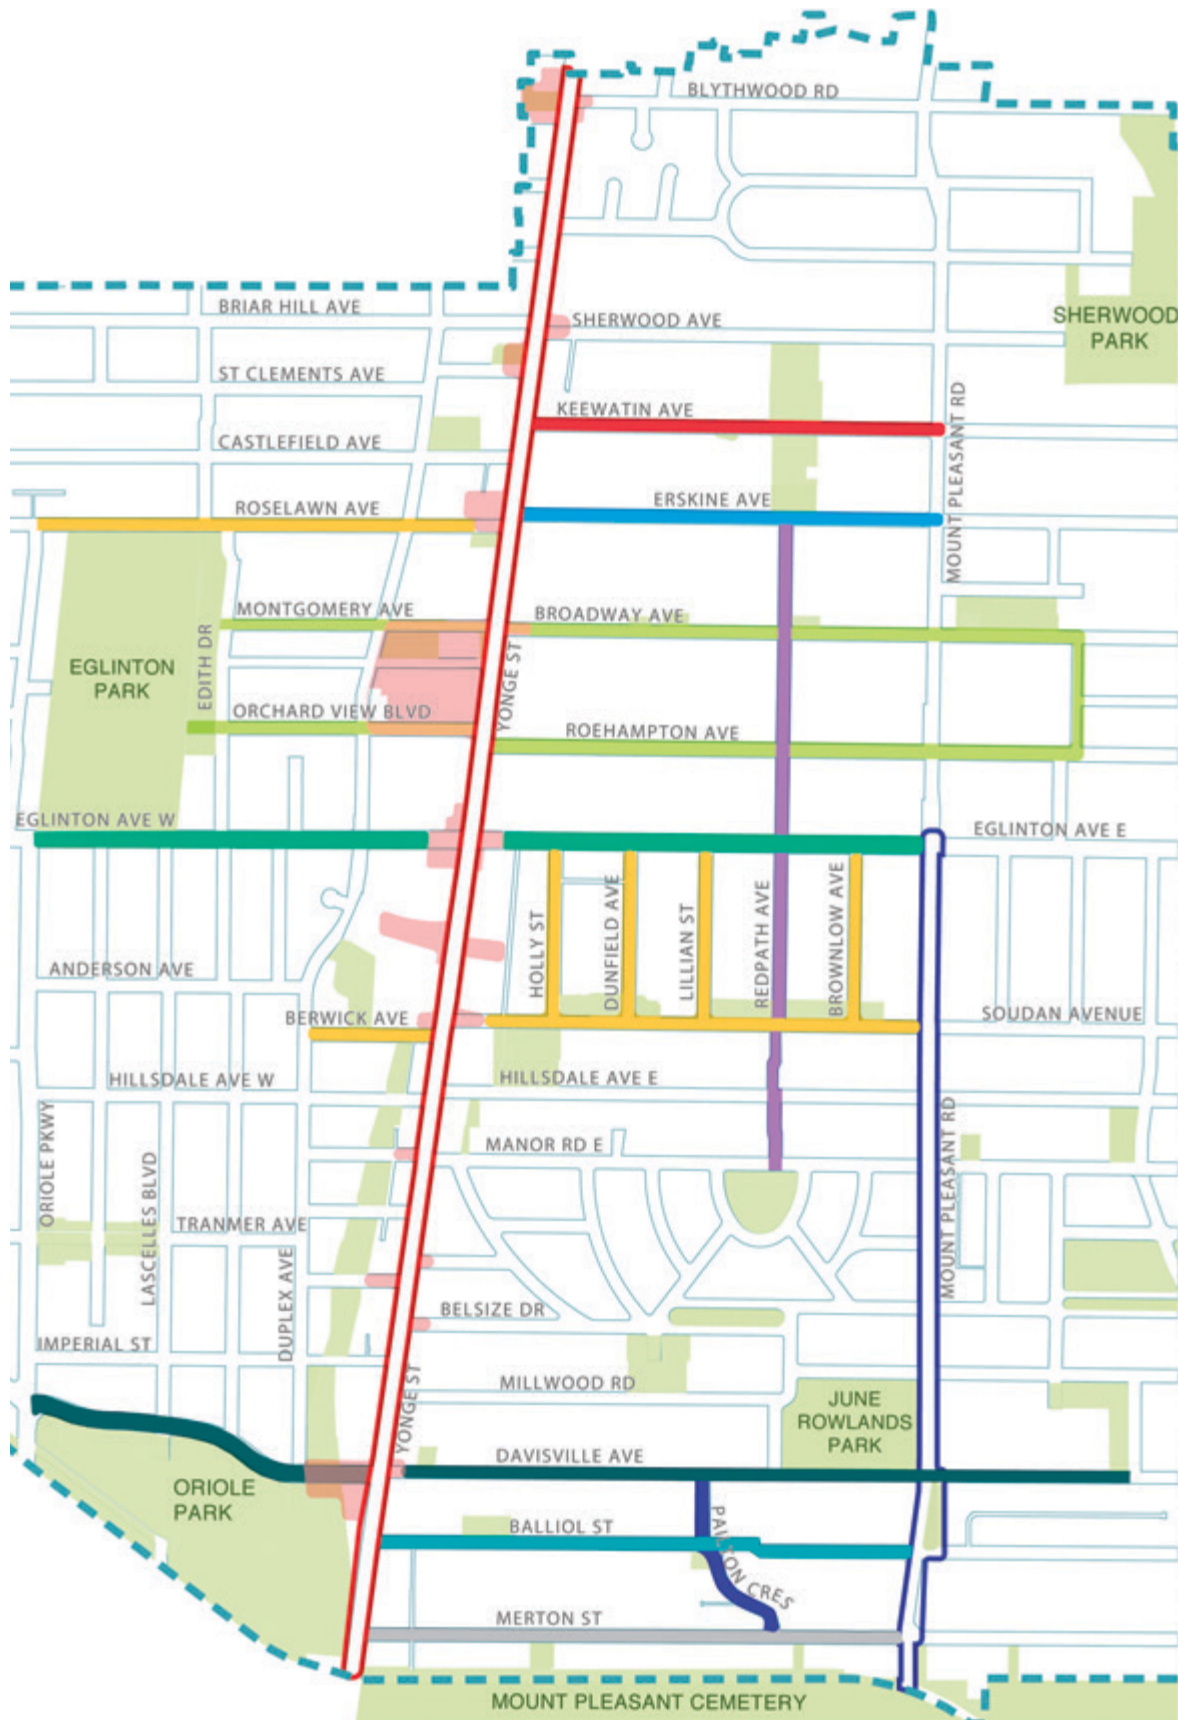 BLYTHWOOD RD
BRIAR HILL AVE
SHERWOOD AVE
SHERWOOD
PARK
ST CLEMENTS AVE
KEEWATIN AVE
MOUNT PLEASANT RD
CASTLEFIELD AVE
ROSELAWN AVE
ERSKINE AVE
MONTGOMERY AVE
BROADWAY AVE
EDITH DR
EGLINTON
PARK
YONGE ST
ORCHARD VIEW BLVD
ROEHAMPTON AVE
EGLINTON AVE W
EGLINTON AVE E
HOLLY ST
DUNFIELD AVE
LILLIAN ST
REDPATH AVE
BROWNLOW AVE
ANDERSON AVE
BERWICK AVE
SOUDAN AVENUE
HILLSDALE AVE W
HILLSDALE AVE E
ORIOLE PKWY
MANOR RD E
MOUNT PLEASANT RD
LASCELLES BLVD
TRANMER AVE
DUPLEX AVE
BELSIZE DR
IMPERIAL ST
YONGE ST
MILLWOOD RD
JUNE
ROWLANDS
PARK
DAVISVILLE AVE
ORIOLE
PARK
BALLIOL ST
PAILTON CRES
MERTON ST
MOUNT PLEASANT CEMETERY